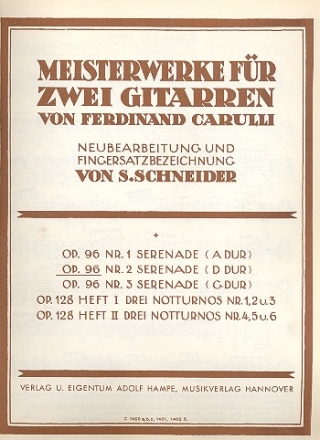 MEISTERWERKE FÜR
ZWEI GITARREN
VON FERDINAND CARULLI
NEUBEARBEITUNG UND
FINGERSATZBEZEICHNUNG
VON S. SCHNEIDER
OP. 96 NR. 1 SERENADE (A DUR)
OP. 96 NR. 2 SERENADE (D DUR)
OP. 96 NR. 3 SERENADE (G DUR)
OP. 128 HEFT I DREI NOTTURNOS NR. 1, 2 U. 3
OP. 128 HEFT II DREI NOTTURNOS NR. 4, 5 U. 6
VERLAG U. EIGENTUM ADOLF HAMPE, MUSIKVERLAG HANNOVER